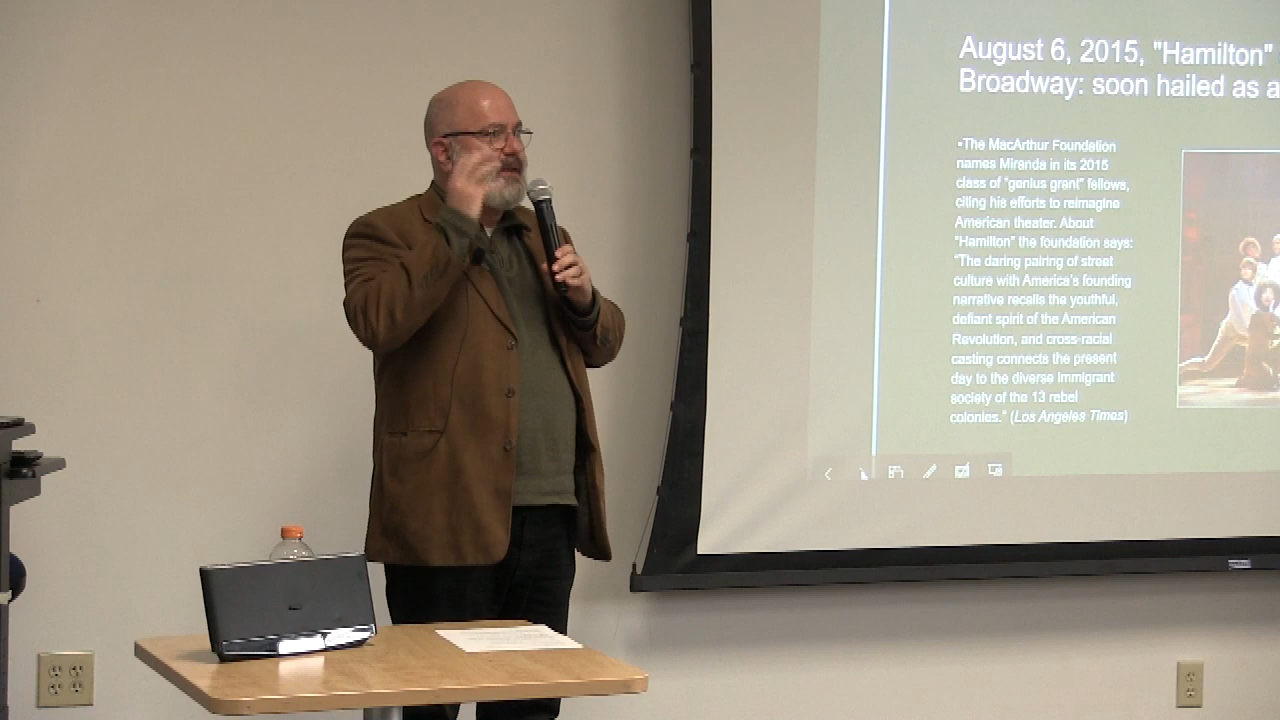 August 6, 2015, "Hamilton"
Broadway: soon hailed as a
•The MacArthur Foundation
names Miranda in its 2015
class of "genius grant" fellows,
citing his efforts to reimagine
American theater. About
"Hamilton" the foundation says:
"The daring pairing of street
culture with America's founding
narrative recalls the youthful,
defiant spirit of the American
Revolution, and cross-racial
casting connects the present
day to the diverse immigrant
society of the 13 rebel
colonies." (Los Angeles Times)